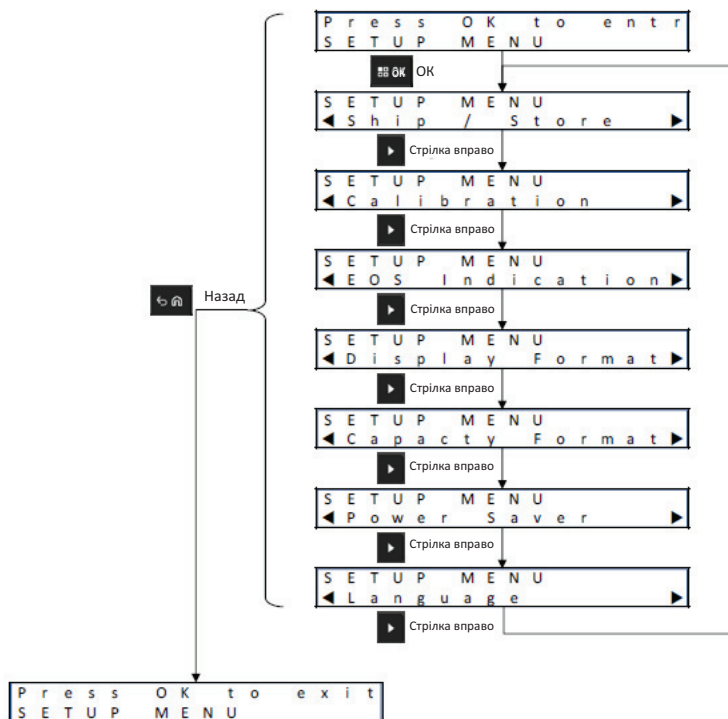 Press OK to entr
SETUP MENU
OK OK
SETUP MENU
◀Ship / Store ▶
Стрілка вправо
SETUP MENU
◀Calibration ▶
Стрілка вправо
SETUP MENU
◀EOS Indication▶
Стрілка вправо
Назад
SETUP MENU
◀Display Format▶
Стрілка вправо
SETUP MENU
◀Capacty Format▶
Стрілка вправо
SETUP MENU
◀Power Saver ▶
Стрілка вправо
SETUP MENU
◀Language ▶
Стрілка вправо
Press OK to exit
SETUP MENU